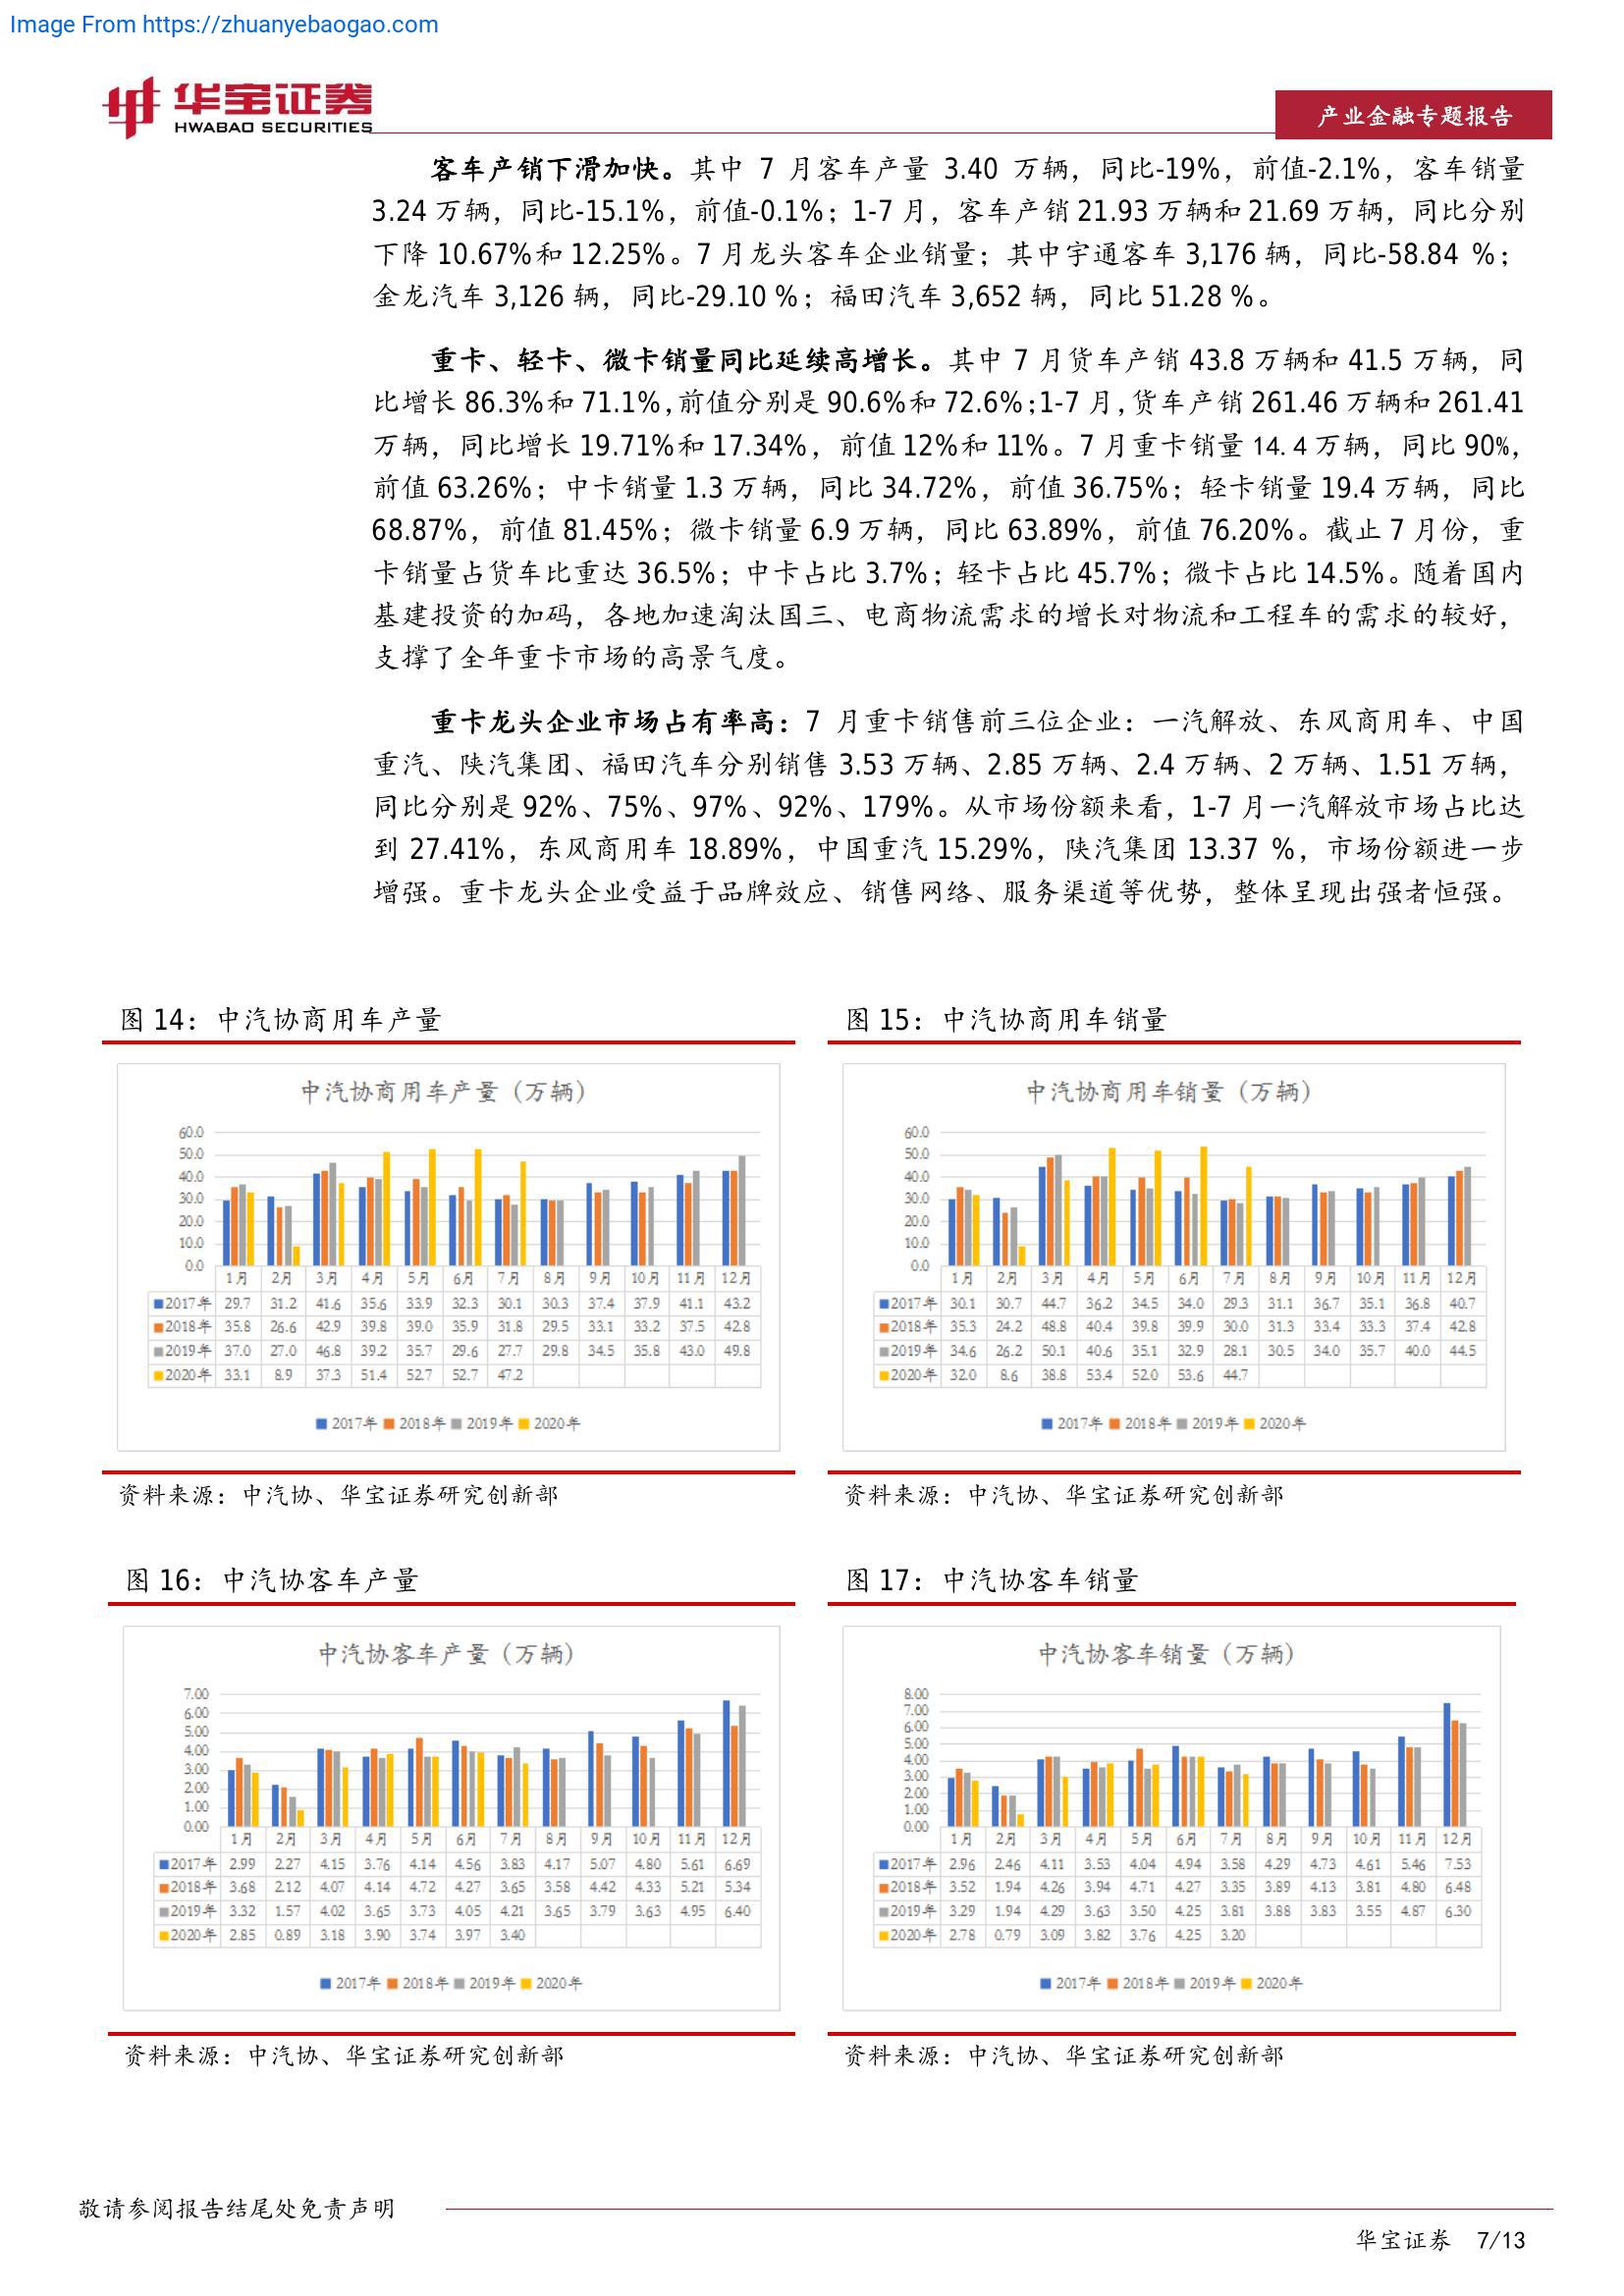 Image From https://zhuanyebaogao.com
华宝证券
HWABAO SECURITIES
产业金融专题报告
客车产销下滑加快。其中 7 月客车产量 3.40 万辆，同比-19%，前值-2.1%，客车销量
3.24 万辆，同比-15.1%，前值-0.1%；1-7 月，客车产销 21.93 万辆和 21.69 万辆，同比分别
下降 10.67%和 12.25%。7 月龙头客车企业销量；其中宇通客车 3,176 辆，同比-58.84 %；
金龙汽车 3,126 辆，同比-29.10 %；福田汽车 3,652 辆，同比 51.28 %。
重卡、轻卡、微卡销量同比延续高增长。其中 7 月货车产销 43.8 万辆和 41.5 万辆，同
比增长 86.3%和 71.1%,前值分别是 90.6%和 72.6%;1-7 月,货车产销 261.46 万辆和 261.41
万辆，同比增长 19.71%和 17.34%，前值 12%和 11%。7 月重卡销量 14.4 万辆，同比 90%，
前值 63.26%；中卡销量 1.3 万辆，同比 34.72%，前值 36.75%；轻卡销量 19.4 万辆，同比
68.87%，前值 81.45%；微卡销量 6.9 万辆，同比 63.89%，前值 76.20%。截止 7 月份，重
卡销量占货车比重达 36.5%；中卡占比 3.7%；轻卡占比 45.7%；微卡占比 14.5%。随着国内
基建投资的加码，各地加速淘汰国三、电商物流需求的增长对物流和工程车的需求的较好，
支撑了全年重卡市场的高景气度。
重卡龙头企业市场占有率高：7 月重卡销售前三位企业：一汽解放、东风商用车、中国
重汽、陕汽集团、福田汽车分别销售 3.53 万辆、2.85 万辆、2.4 万辆、2 万辆、1.51 万辆，
同比分别是 92%、75%、97%、92%、179%。从市场份额来看，1-7 月一汽解放市场占比达
到 27.41%，东风商用车 18.89%，中国重汽 15.29%，陕汽集团 13.37 %，市场份额进一步
增强。重卡龙头企业受益于品牌效应、销售网络、服务渠道等优势，整体呈现出强者恒强。
图 14：中汽协商用车产量
中汽协商用车产量（万辆）
60.0
50.0
40.0
30.0
20.0
10.0
0.0
1月 2月 3月 4月 5月 6月 7月 8月 9月 10月 11月 12月
2017年 29.7 31.2 41.6 35.6 33.9 32.3 30.1 30.3 37.4 37.9 41.1 43.2
2018年 35.8 26.6 42.9 39.8 39.0 35.9 31.8 29.5 33.1 33.2 37.5 42.8
2019年 37.0 27.0 46.8 39.2 35.7 29.6 27.7 29.8 34.5 35.8 43.0 49.8
2020年 33.1 8.9 37.3 51.4 52.7 52.7 47.2
2017年 2018年 2019年 2020年
资料来源：中汽协、华宝证券研究创新部
图 15：中汽协商用车销量
中汽协商用车销量（万辆）
60.0
50.0
40.0
30.0
20.0
10.0
0.0
1月 2月 3月 4月 5月 6月 7月 8月 9月 10月 11月 12月
2017年 30.1 30.7 44.7 36.2 34.5 34.0 29.3 31.1 36.7 35.1 36.8 40.7
2018年 35.3 24.2 48.8 40.4 39.8 39.9 30.0 31.3 33.4 33.3 37.4 42.8
2019年 34.6 26.2 50.1 40.6 35.1 32.9 28.1 30.5 34.0 35.7 40.0 44.5
2020年 32.0 8.6 38.8 53.4 52.0 53.6 44.7
2017年 2018年 2019年 2020年
资料来源：中汽协、华宝证券研究创新部
图 16：中汽协客车产量
中汽协客车产量（万辆）
7.00
6.00
5.00
4.00
3.00
2.00
1.00
0.00
1月 2月 3月 4月 5月 6月 7月 8月 9月 10月 11月 12月
2017年 2.99 2.27 4.15 3.76 4.14 4.56 3.83 4.17 5.07 4.80 5.61 6.69
2018年 3.68 2.12 4.07 4.14 4.72 4.27 3.65 3.58 4.42 4.33 5.21 5.34
2019年 3.32 1.57 4.02 3.65 3.73 4.05 4.21 3.65 3.79 3.63 4.95 6.40
2020年 2.85 0.89 3.18 3.90 3.74 3.97 3.40
2017年 2018年 2019年 2020年
资料来源：中汽协、华宝证券研究创新部
图 17：中汽协客车销量
中汽协客车销量（万辆）
8.00
7.00
6.00
5.00
4.00
3.00
2.00
1.00
0.00
1月 2月 3月 4月 5月 6月 7月 8月 9月 10月 11月 12月
2017年 2.96 2.46 4.11 3.53 4.04 4.94 3.58 4.29 4.73 4.61 5.46 7.53
2018年 3.52 1.94 4.26 3.94 4.71 4.27 3.35 3.89 4.13 3.81 4.80 6.48
2019年 3.29 1.94 4.29 3.63 3.50 4.25 3.81 3.88 3.83 3.55 4.87 6.30
2020年 2.78 0.79 3.09 3.82 3.76 4.25 3.20
2017年 2018年 2019年 2020年
资料来源：中汽协、华宝证券研究创新部
敬请参阅报告结尾处免责声明
华宝证券 7/13